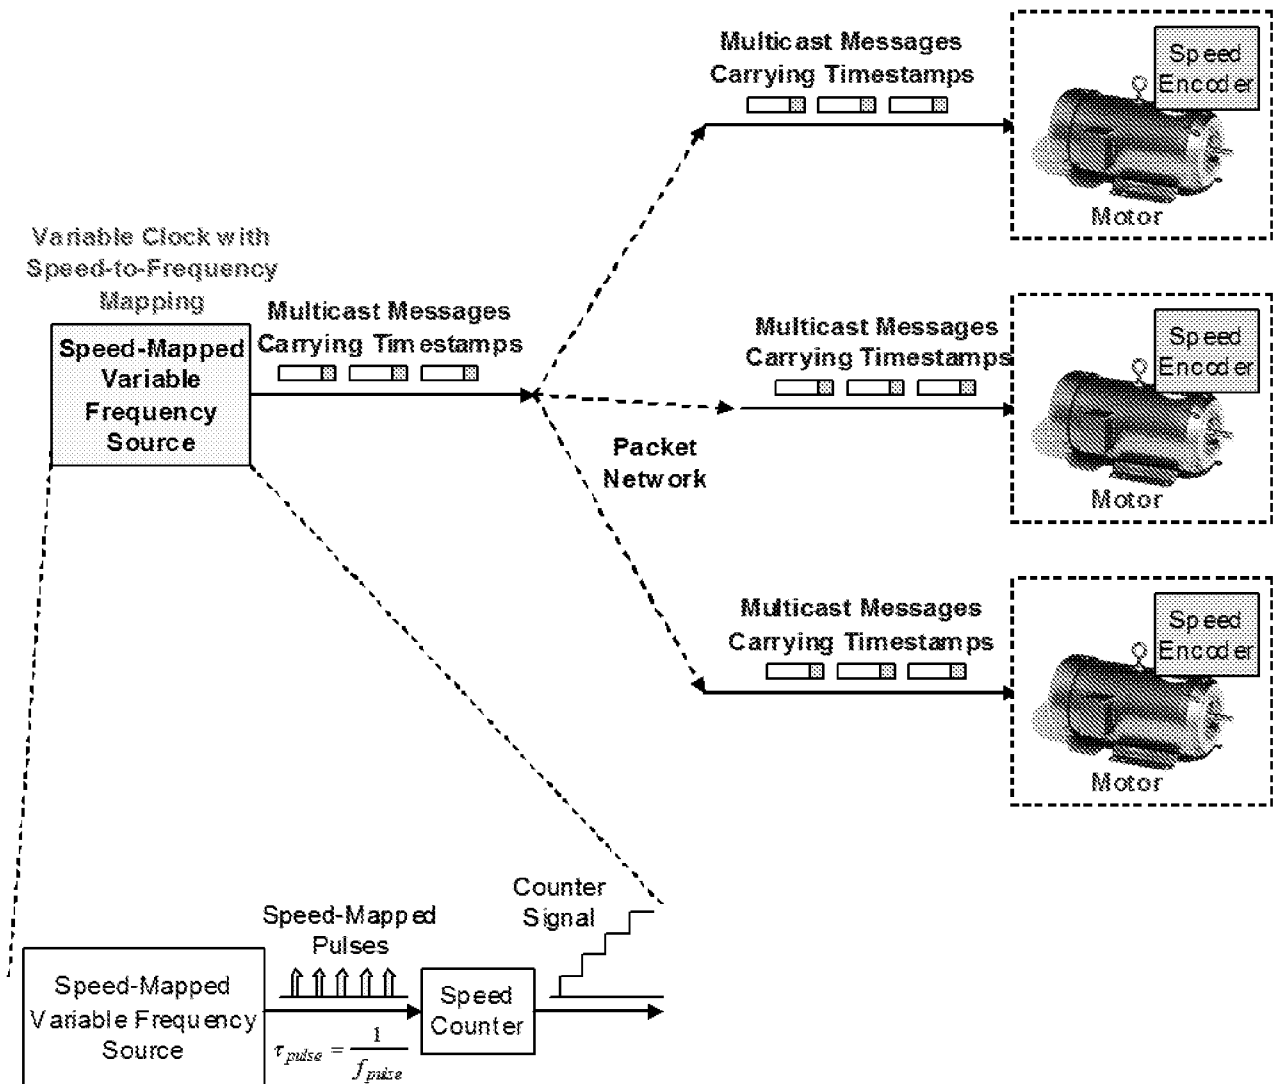 Multicast Messages
Carrying Timestamps
Speed
Encoder
Motor
Variable Clock with
Speed-to-Frequency
Mapping
Speed-Mapped
Variable
Frequency
Source
Multicast Messages
Carrying Timestamps
Packet
Network
Multicast Messages
Carrying Timestamps
Speed
Encoder
Motor
Multicast Messages
Carrying Timestamps
Speed
Encoder
Motor
Speed-Mapped
Variable Frequency
Source
Speed-Mapped
Pulses
τ_pulse = 1/f_pulse
Speed
Counter
Counter
Signal